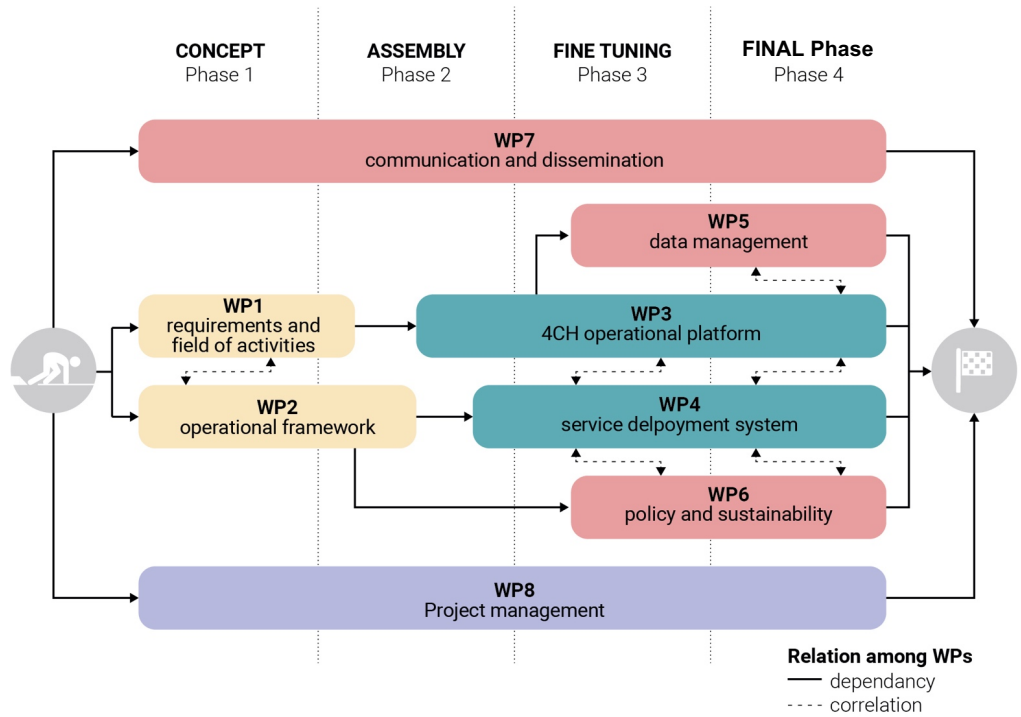 CONCEPT
Phase 1
ASSEMBLY
Phase 2
FINE TUNING
Phase 3
FINAL Phase
Phase 4
WP7
communication and dissemination
WP5
data management
WP1
requirements and
field of activities
WP3
4CH operational platform
WP2
operational framework
WP4
service delpoyment system
WP6
policy and sustainability
WP8
Project management
Relation among WPs
dependancy
correlation